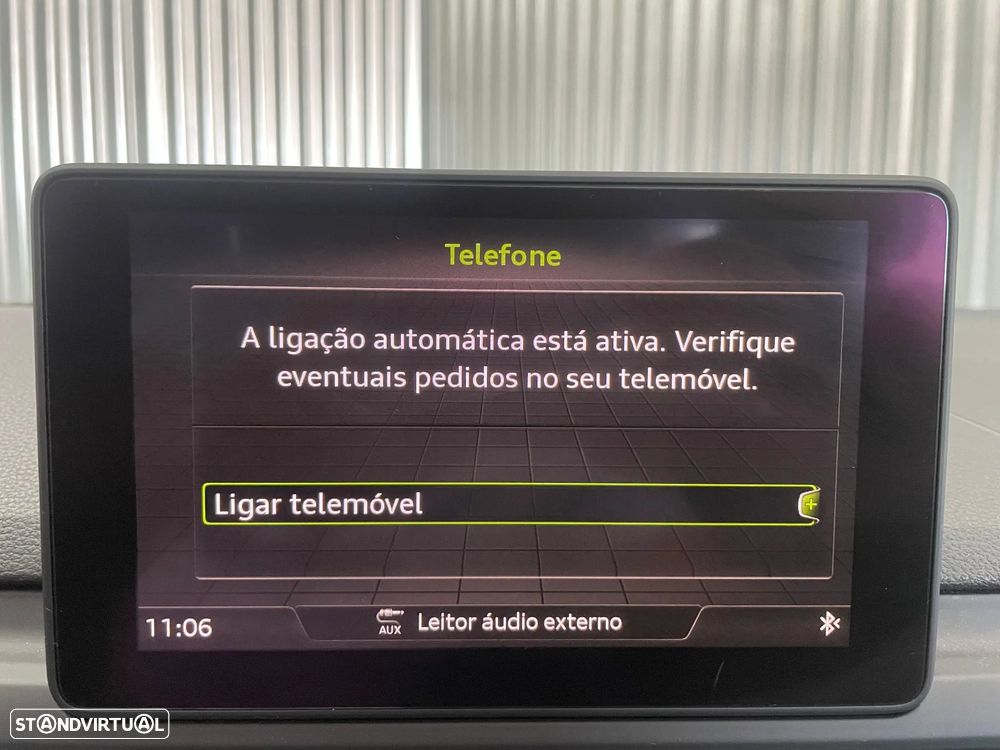 Telefone
A ligação automática está ativa. Verifique
eventuais pedidos no seu telemóvel.
Ligar telemóvel
11:06
AUX
Leitor áudio externo
STANDVIRTUAL